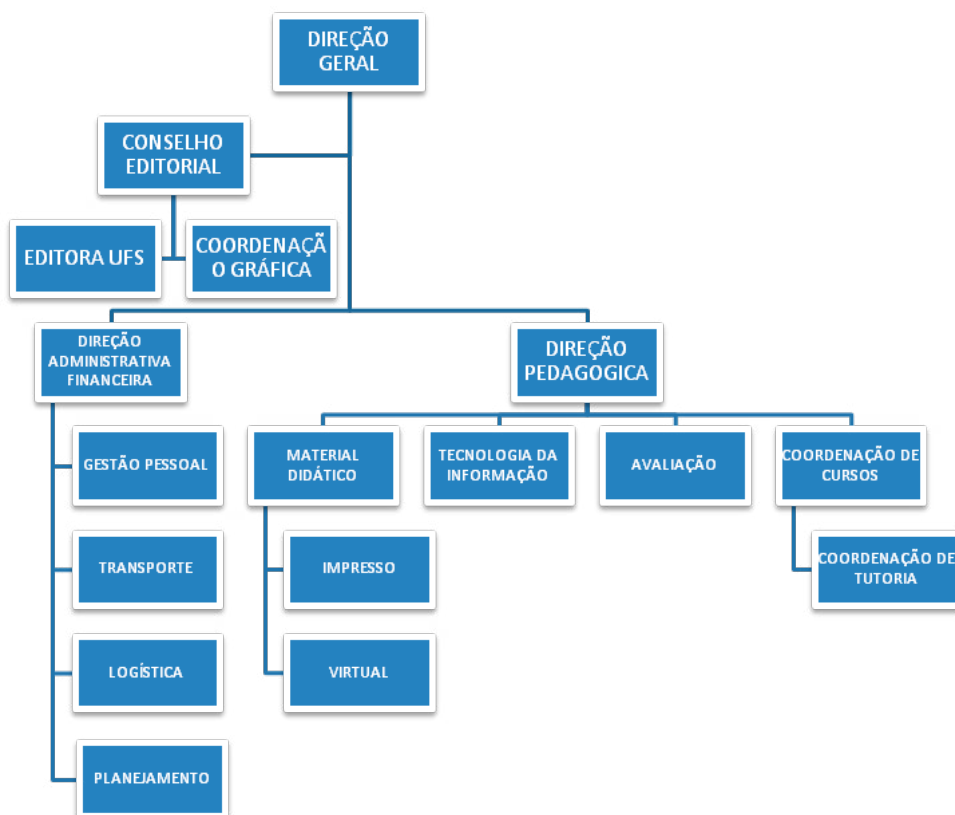 DIREÇÃO
GERAL
CONSELHO
EDITORIAL
EDITORA UFS
COORDENAÇÃ
O GRÁFICA
DIREÇÃO
ADMINISTRATIVA
FINANCEIRA
DIREÇÃO
PEDAGOGICA
GESTÃO PESSOAL
TRANSPORTE
LOGÍSTICA
PLANEJAMENTO
MATERIAL
DIDÁTICO
IMPRESSO
VIRTUAL
TECNOLOGIA DA
INFORMAÇÃO
AVALIAÇÃO
COORDENAÇÃO DE
CURSOS
COORDENAÇÃO DE
TUTORIA